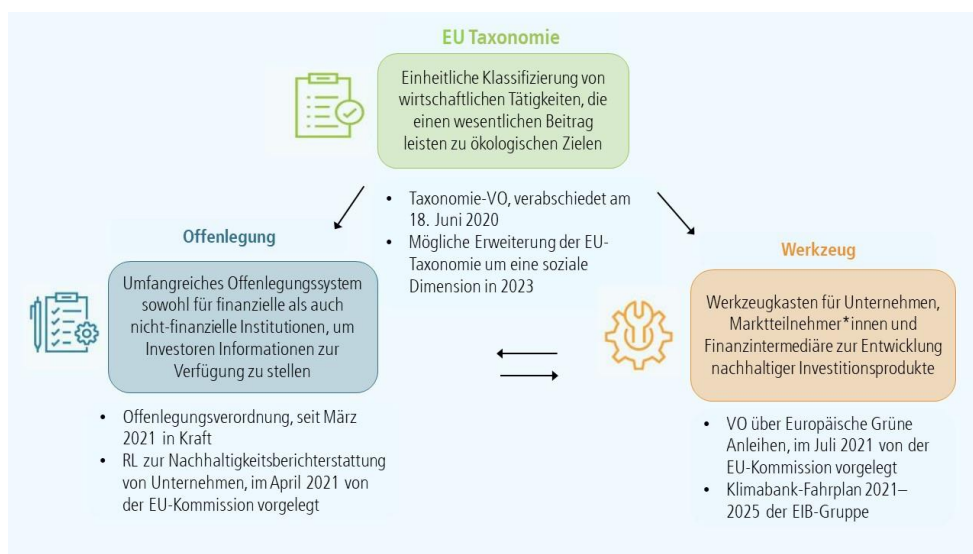 EU Taxonomie
Einheitliche Klassifizierung von
wirtschaftlichen Tätigkeiten, die
einen wesentlichen Beitrag
leisten zu ökologischen Zielen
• Taxonomie-VO, verabschiedet am
18. Juni 2020
• Mögliche Erweiterung der EU-
Taxonomie um eine soziale
Dimension in 2023
Offenlegung
Umfangreiches Offenlegungssystem
sowohl für finanzielle als auch
nicht-finanzielle Institutionen, um
Investoren Informationen zur
Verfügung zu stellen
• Offenlegungsverordnung, seit März
2021 in Kraft
• RL zur Nachhaltigkeitsberichterstattung
von Unternehmen, im April 2021 von
der EU-Kommission vorgelegt
Werkzeug
Werkzeugkasten für Unternehmen,
Marktteilnehmer*innen und
Finanzintermediäre zur Entwicklung
nachhaltiger Investitionsprodukte
• VO über Europäische Grüne
Anleihen, im Juli 2021 von der
EU-Kommission vorgelegt
• Klimabank-Fahrplan 2021–
2025 der EIB-Gruppe